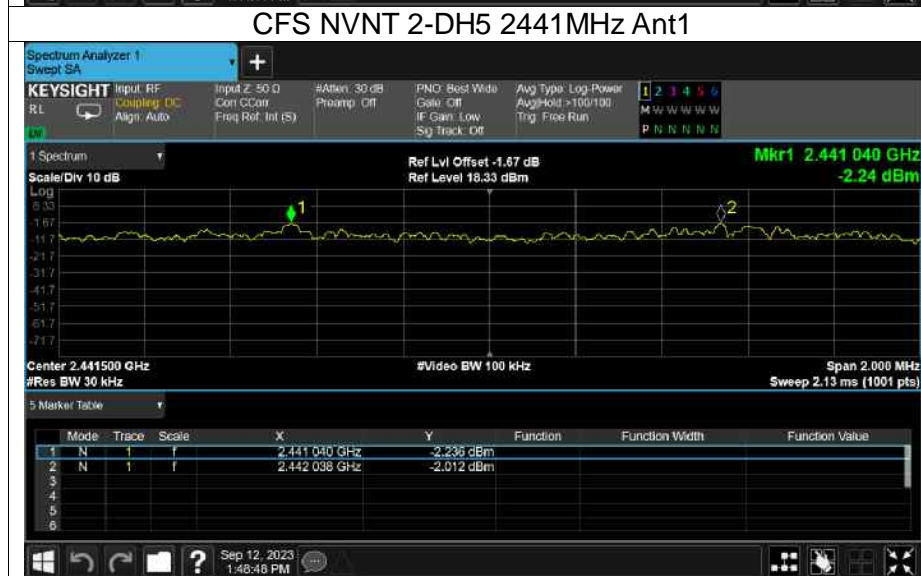 CFS NVNT 2-DH5 2441MHz Ant1
Spectrum Analyzer 1
Swept SA
+
KEYSIGHT Input: RF Input Z: 50 Ω #Atten: 30 dB PNO: Best Wide Avg Type: Log-Power 1 2 3 4 5 6
RL Coupling: DC Corr CCorr Preamp: Off Gate: Off Avg|Hold: >100/100 M W W W W W
Align: Auto Freq Ref: Int (S) IF Gain: Low Trig: Free Run
Sig Track: Off P N N N N N
1 Spectrum Ref Lvl Offset -1.67 dB Mkr1 2.441 040 GHz
Scale/Div 10 dB Ref Level 18.33 dBm -2.24 dBm
Log
8.33
1 2
-1.67
-11.7
-21.7
-31.7
-41.7
-51.7
-61.7
-71.7
Center 2.441500 GHz #Video BW 100 kHz Span 2.000 MHz
#Res BW 30 kHz Sweep 2.13 ms (1001 pts)
5 Marker Table
Mode Trace Scale X Y Function Function Width Function Value
1 N 1 f 2.441 040 GHz -2.236 dBm
2 N 1 f 2.442 038 GHz -2.012 dBm
3
4
5
6
? Sep 12, 2023
1:48:48 PM